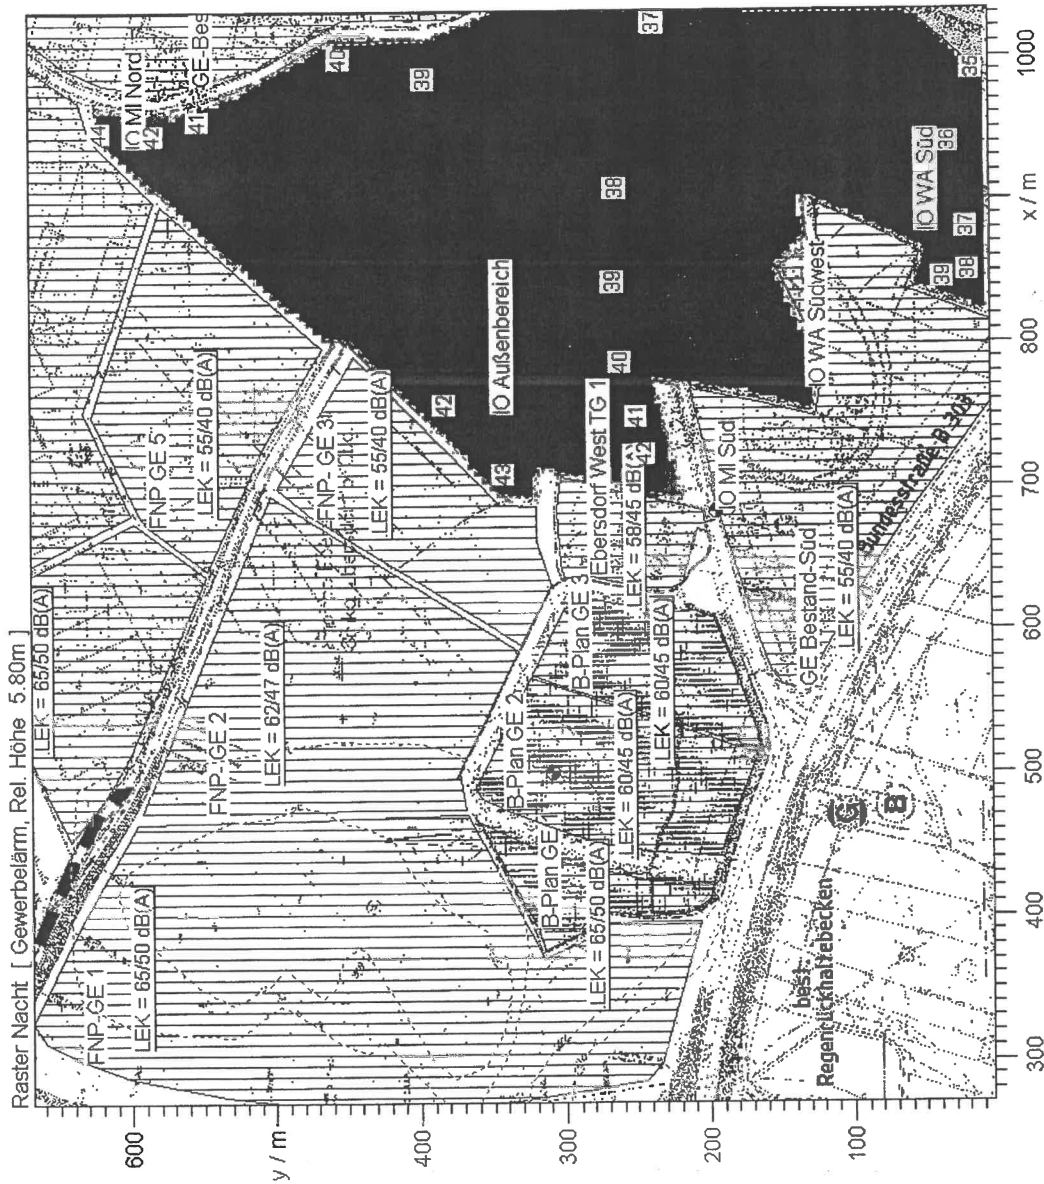 Raster Nacht [ Gewerbelärm, Rel. Höhe 5.80m ]
LEK = 65/50 dB(A)
FNP-GE 1
LEK = 65/50 dB(A)
FNP-GE 2
LEK = 62/47 dB(A)
FNP GE 5
LEK = 55/40 dB(A)
FNP-GE 3
LEK = 55/40 dB(A)
IO MI Nord
GE-Bes
44
42
41
40
39
37
43
42
IO Außenbereich
38
39
40
41
42
B-Plan GE 1
LEK = 65/50 dB(A)
B-Plan GE 2
LEK = 60/45 dB(A)
B-Plan GE 3
LEK = 60/45 dB(A)
Ebersdorf West TG 1
LEK = 58/45 dB(A)
IO MI Süd
GE Bestand-Süd
LEK = 55/40 dB(A)
IO WA Südwest
IO WA Süd
35
36
37
38
39
Bundesstraße B 303
best.
Regenrückhaltebecken
G
B
y / m
600
400
300
200
100
x / m
300
400
500
600
700
800
1000